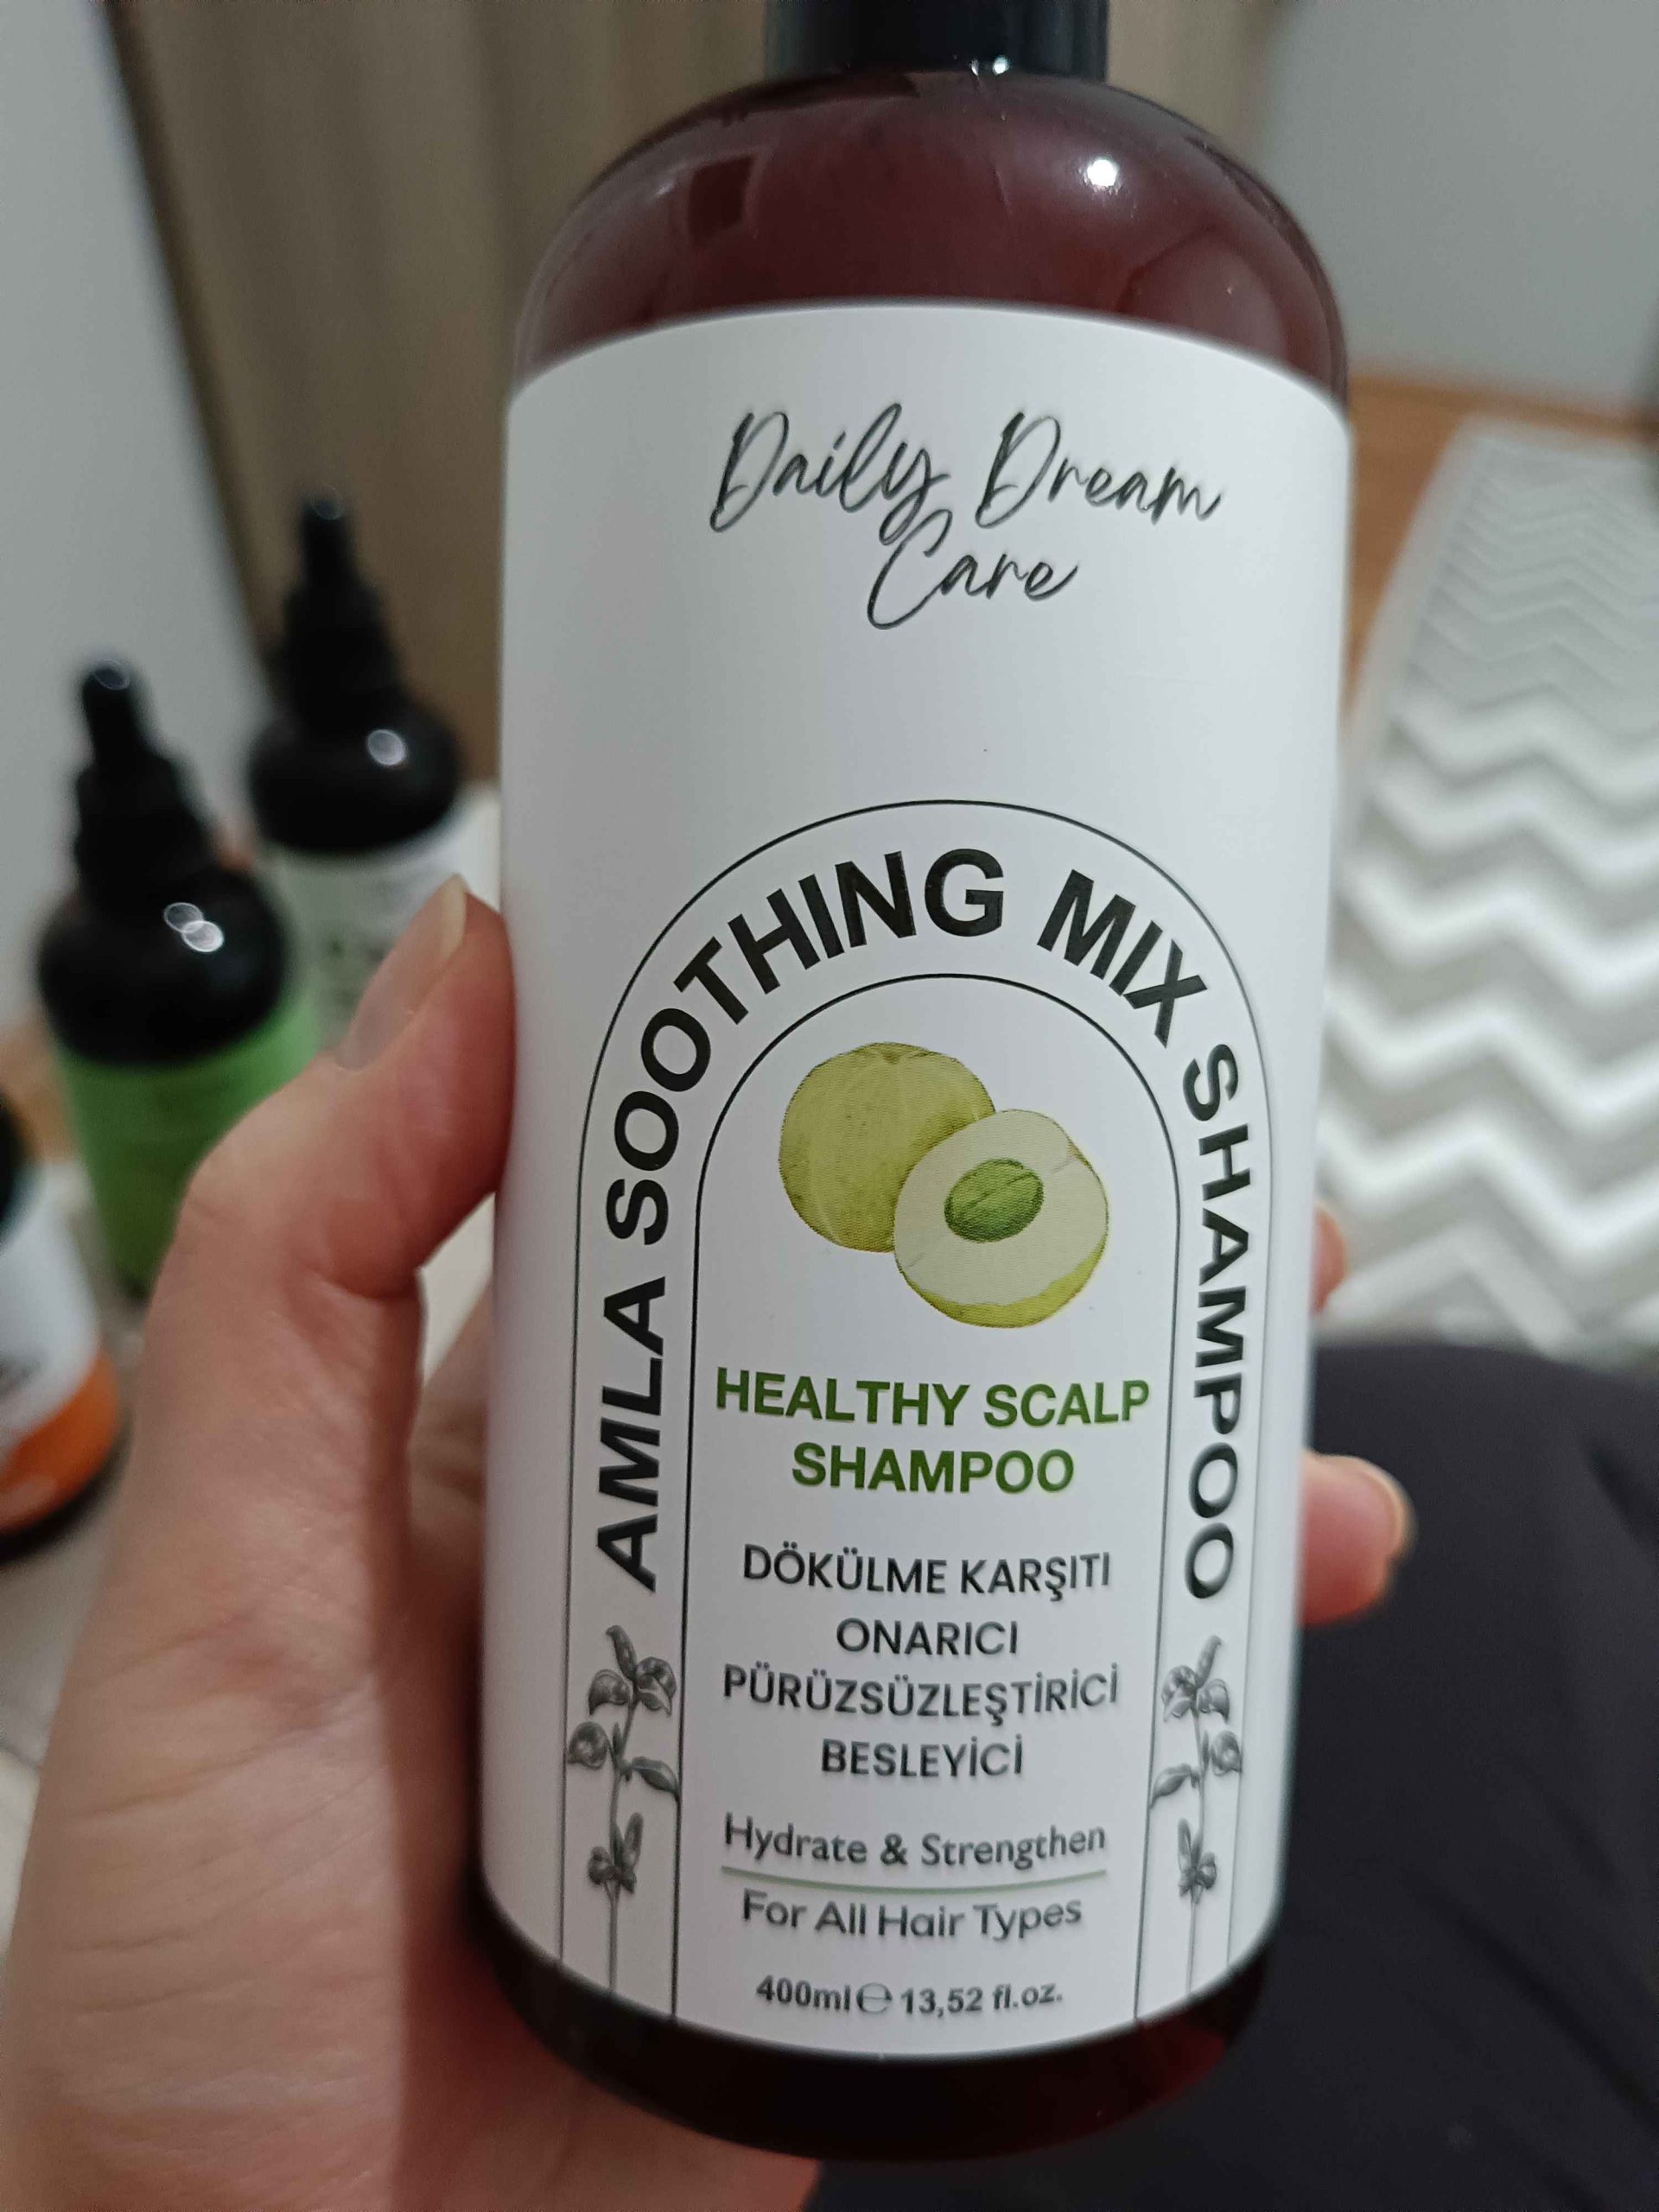 Daily Dream
Care
AMLA SOOTHING MIX SHAMPOO
HEALTHY SCALP
SHAMPOO
DÖKÜLME KARŞITI
ONARICI
PÜRÜZSÜZLEŞTİRİCİ
BESLEYİCİ
Hydrate & Strengthen
For All Hair Types
400ml℮ 13,52 fl.oz.